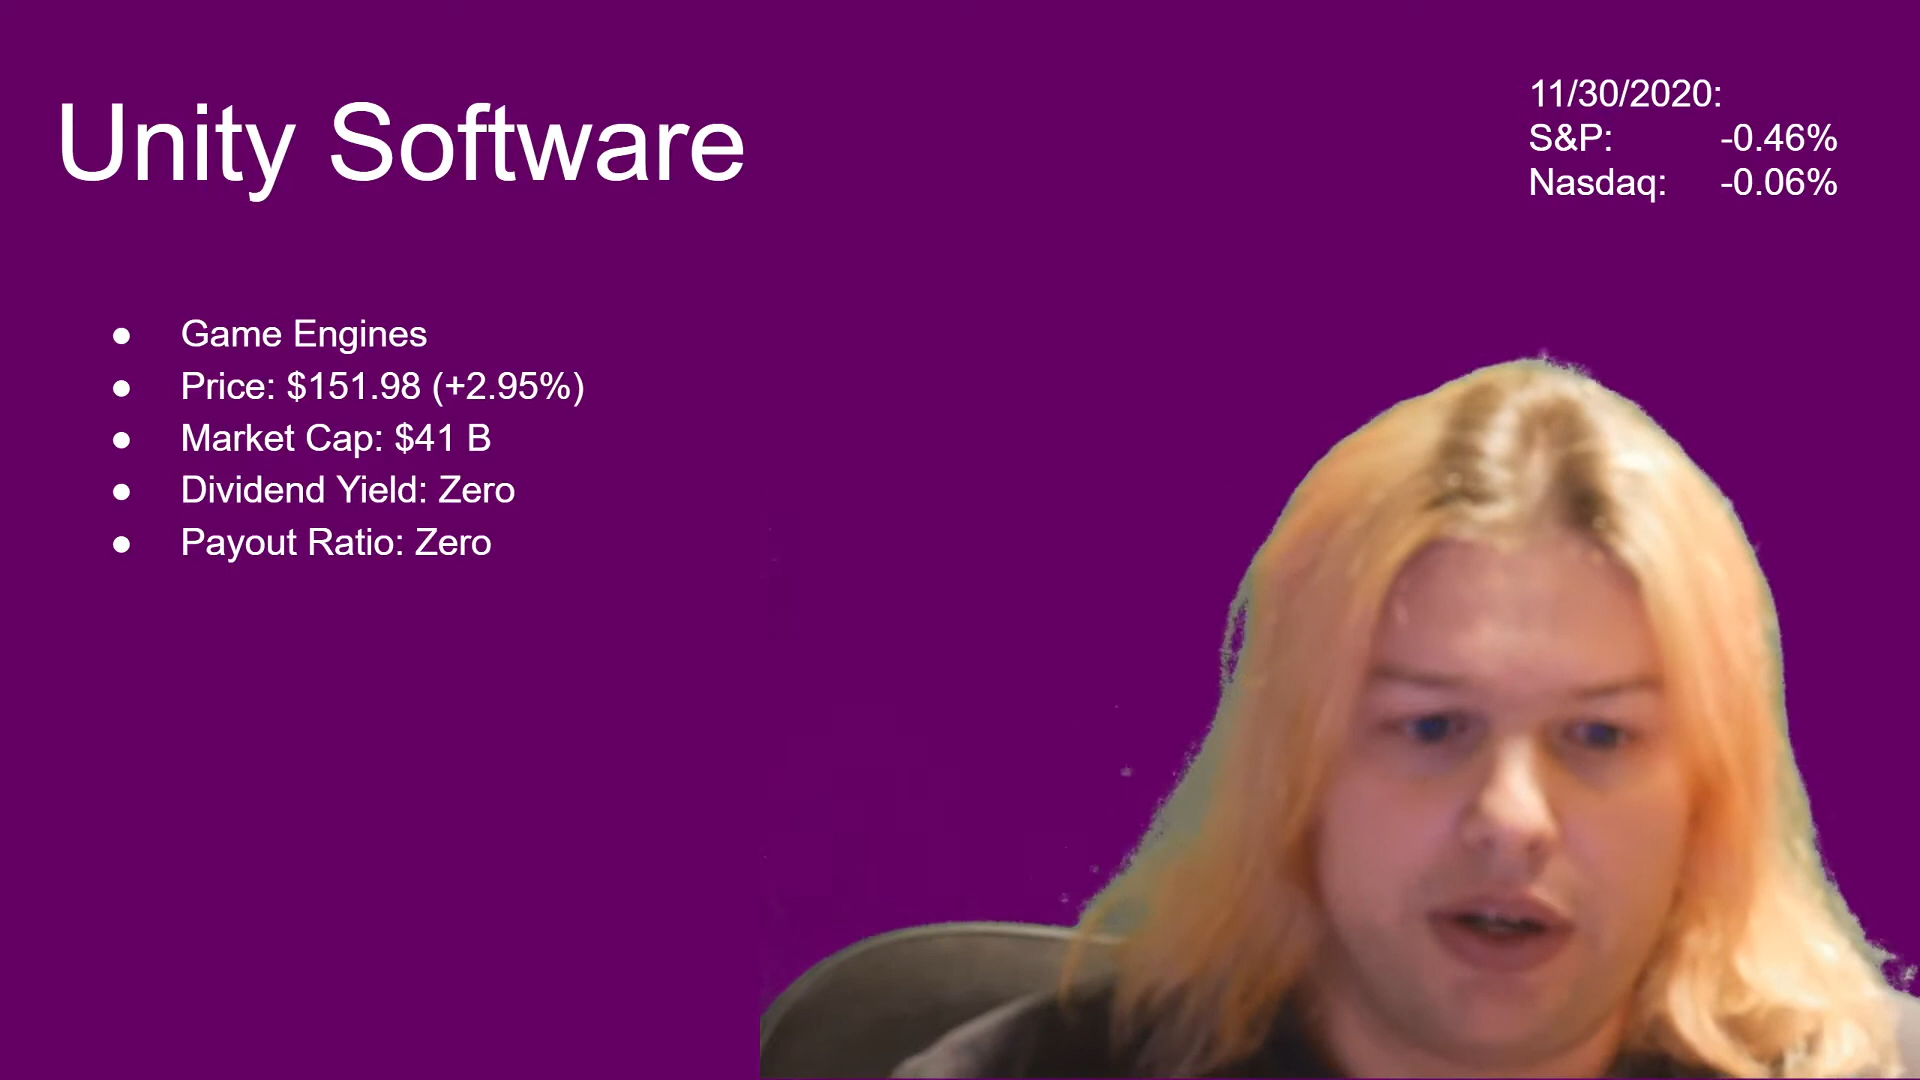 Unity Software
11/30/2020:
S&P: -0.46%
Nasdaq: -0.06%
● Game Engines
● Price: $151.98 (+2.95%)
● Market Cap: $41 B
● Dividend Yield: Zero
● Payout Ratio: Zero